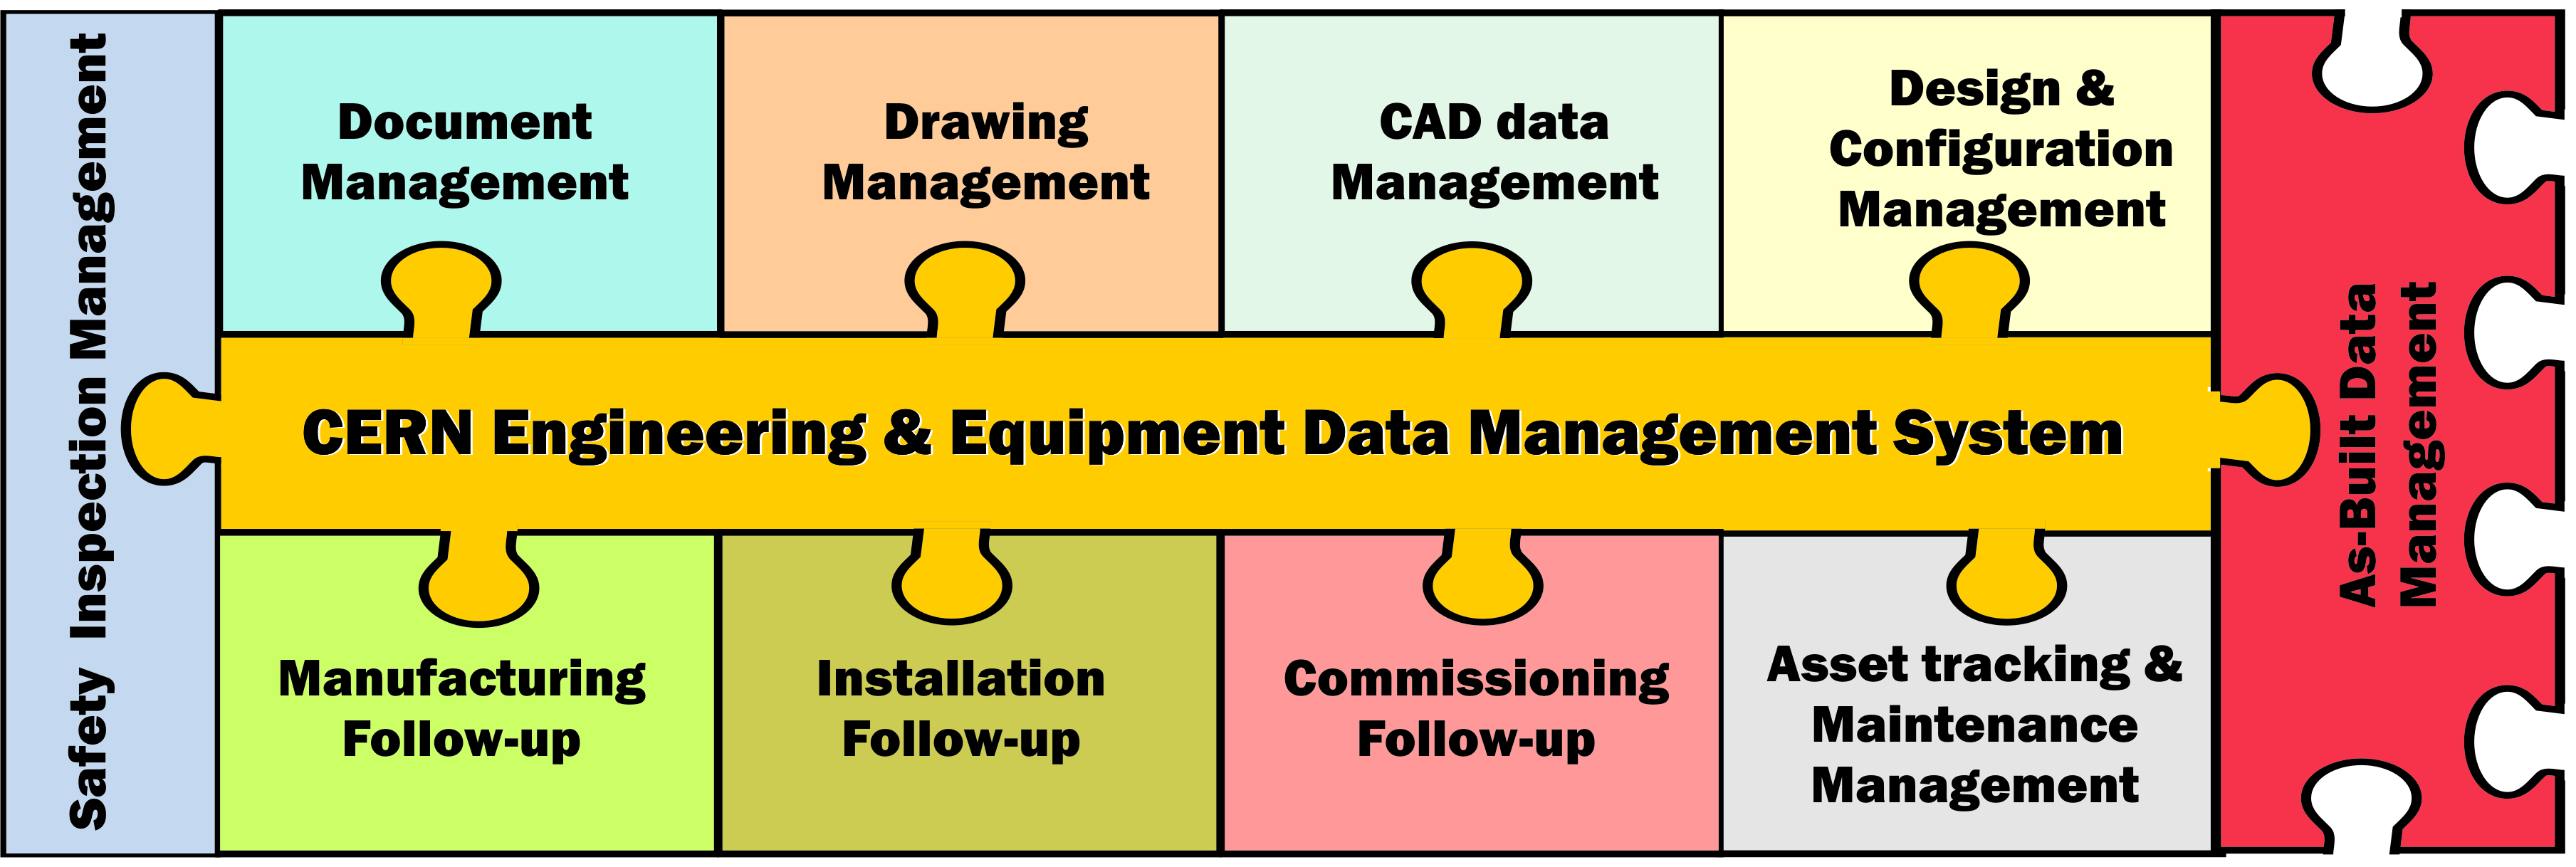 Safety Inspection Management
Document
Management
Drawing
Management
CAD data
Management
Design &
Configuration
Management
CERN Engineering & Equipment Data Management System
Manufacturing
Follow-up
Installation
Follow-up
Commissioning
Follow-up
Asset tracking &
Maintenance
Management
As-Built Data
Management